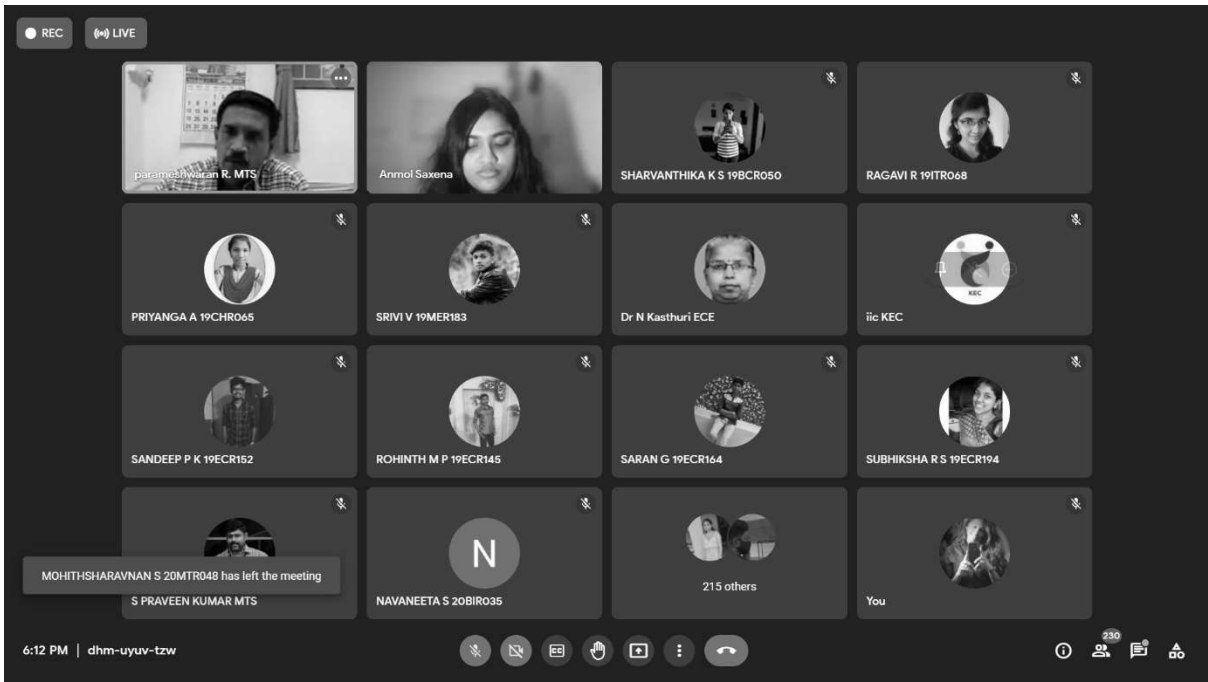 REC
LIVE
parameshwaran R. MTS
Anmol Saxena
SHARVANTHIKA K S 19BCR050
RAGAVI R 19ITR068
PRIYANGA A 19CHR065
SRIVI V 19MER183
Dr N Kasthuri ECE
KEC
iic KEC
SANDEEP P K 19ECR152
ROHINTH M P 19ECR145
SARAN G 19ECR164
SUBHIKSHA R S 19ECR194
MOHITHSHARAVNAN S 20MTR048 has left the meeting
S PRAVEEN KUMAR MTS
N
NAVANEETA S 20BIR035
215 others
You
6:12 PM | dhm-uyuv-tzw
CC
230